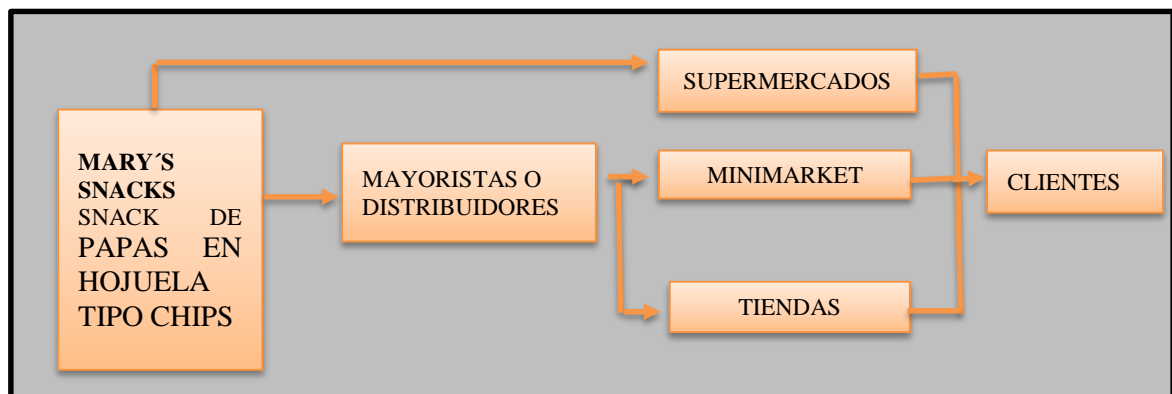 MARY´S
SNACKS
SNACK DE
PAPAS EN
HOJUELA
TIPO CHIPS
MAYORISTAS O
DISTRIBUIDORES
SUPERMERCADOS
MINIMARKET
TIENDAS
CLIENTES